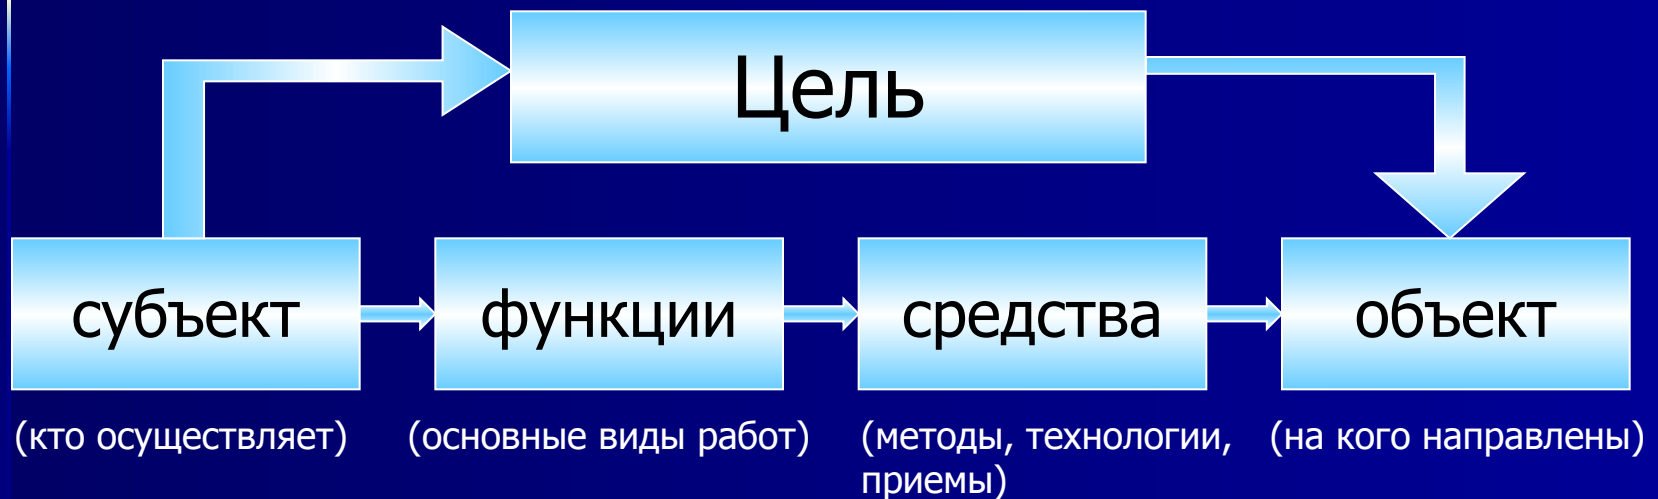 Цель
субъект
функции
средства
объект
(кто осуществляет)
(основные виды работ)
(методы, технологии,
приемы)
(на кого направлены)